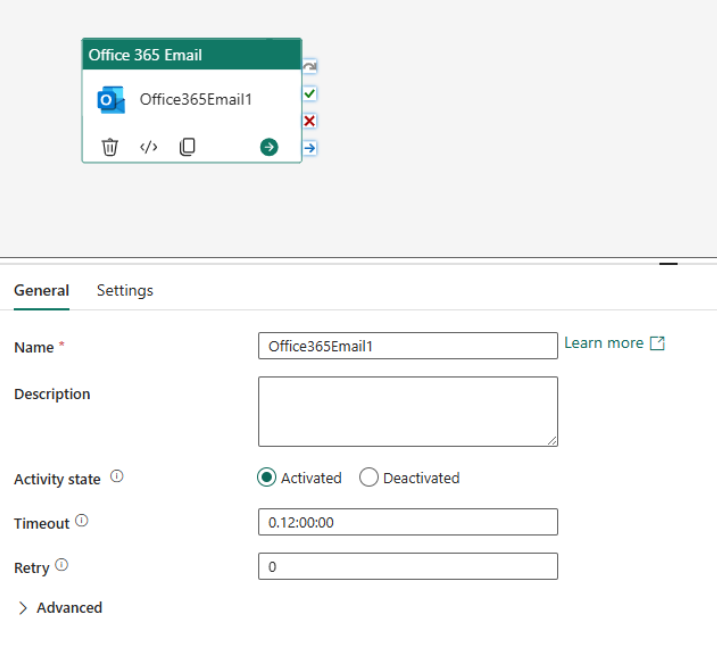 Office 365 Email
Office365Email1
General Settings
Name * Office365Email1 Learn more
Description
Activity state Activated Deactivated
Timeout 0.12:00:00
Retry 0
Advanced